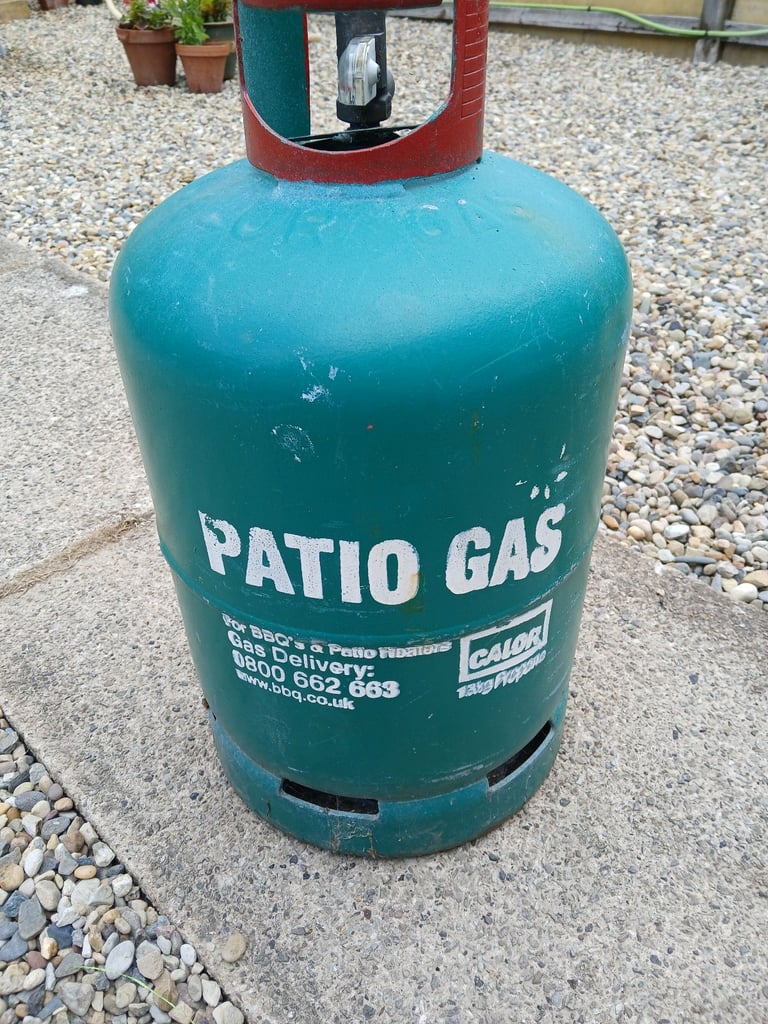 PATIO GAS
For BBQ's & Patio Heaters
Gas Delivery:
0800 662 663
www.bbq.co.uk
CALOR
13kg Propane